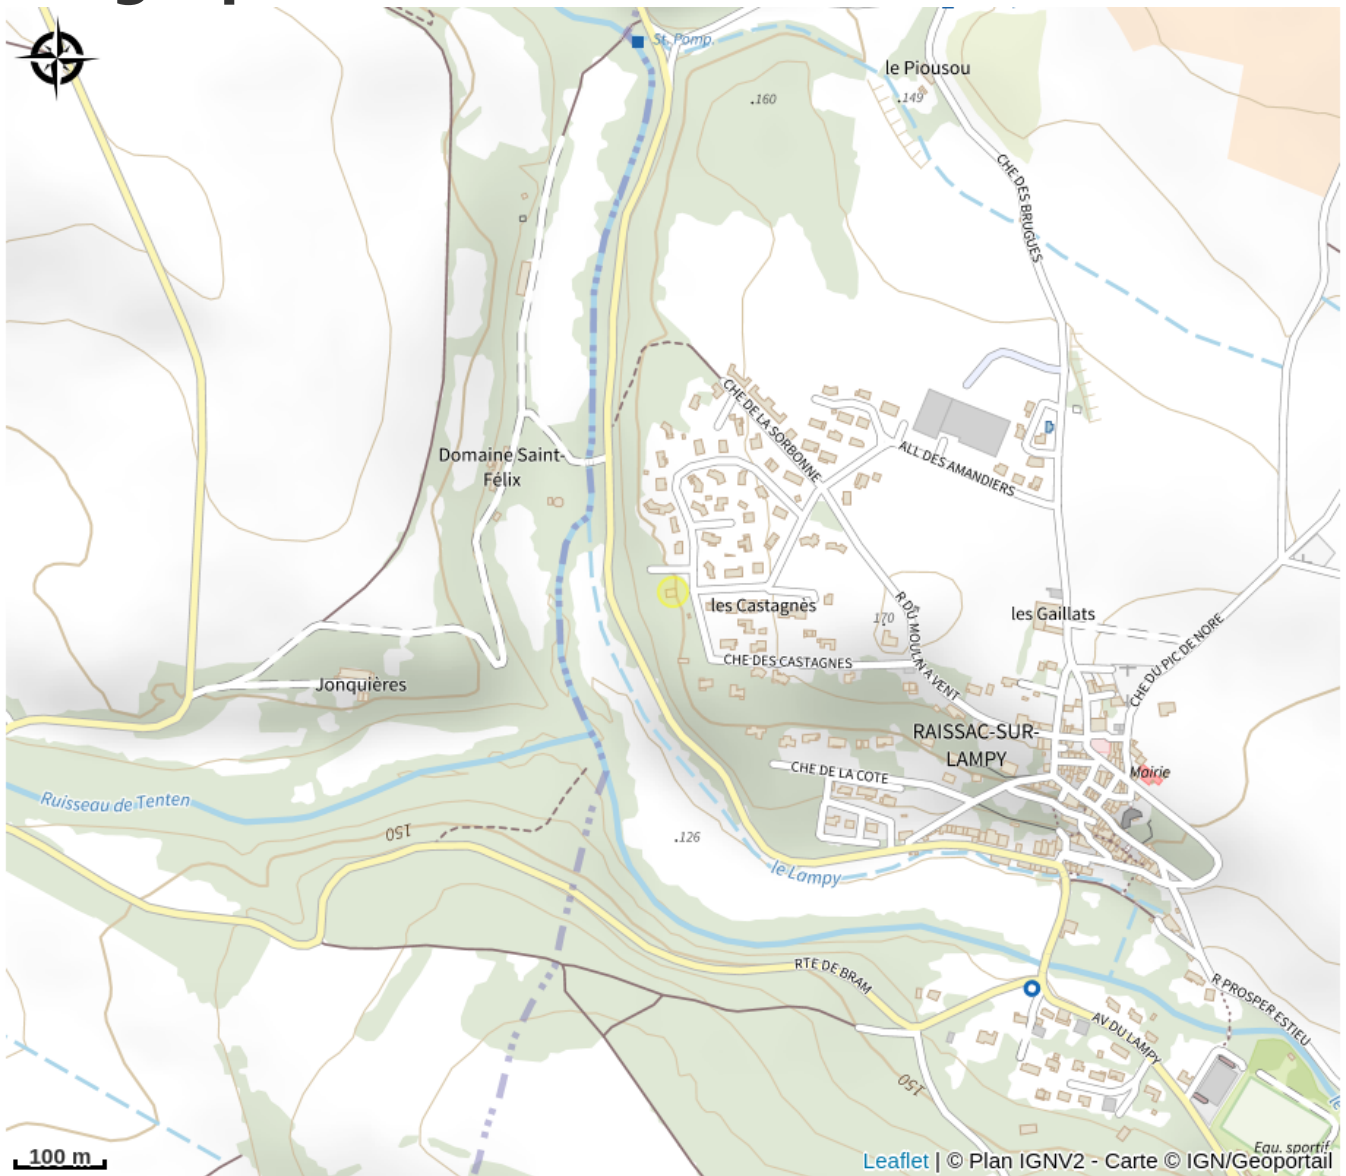 St. Pomp.
le Piousou
.149
.160
CHE DES BRUGUES
CHE DE LA SORBONNE
ALL DES AMANDIERS
Domaine Saint-
Félix
les Castagnès
R DU MOULIN A VENT
170
les Gaillats
CHE DES CASTAGNES
CHE DU PIC DE NORE
Jonquières
RAISSAC-SUR-
LAMPY
Mairie
CHE DE LA COTE
Ruisseau de Tenten
150
.126
le Lampy
RTE DE BRAM
R PROSPER ESTIEU
AV DU LAMPY
150
le
Equ. sportif
100 m
Leaflet | © Plan IGNV2 - Carte © IGN/Geoportail